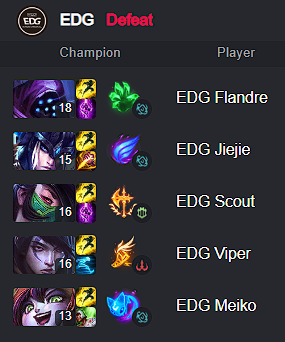 EDG
EDG Defeat
Champion Player
18 EDG Flandre
15 EDG Jiejie
16 EDG Scout
16 EDG Viper
13 EDG Meiko